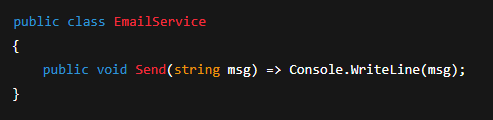 public class EmailService
{
    public void Send(string msg) => Console.WriteLine(msg);
}